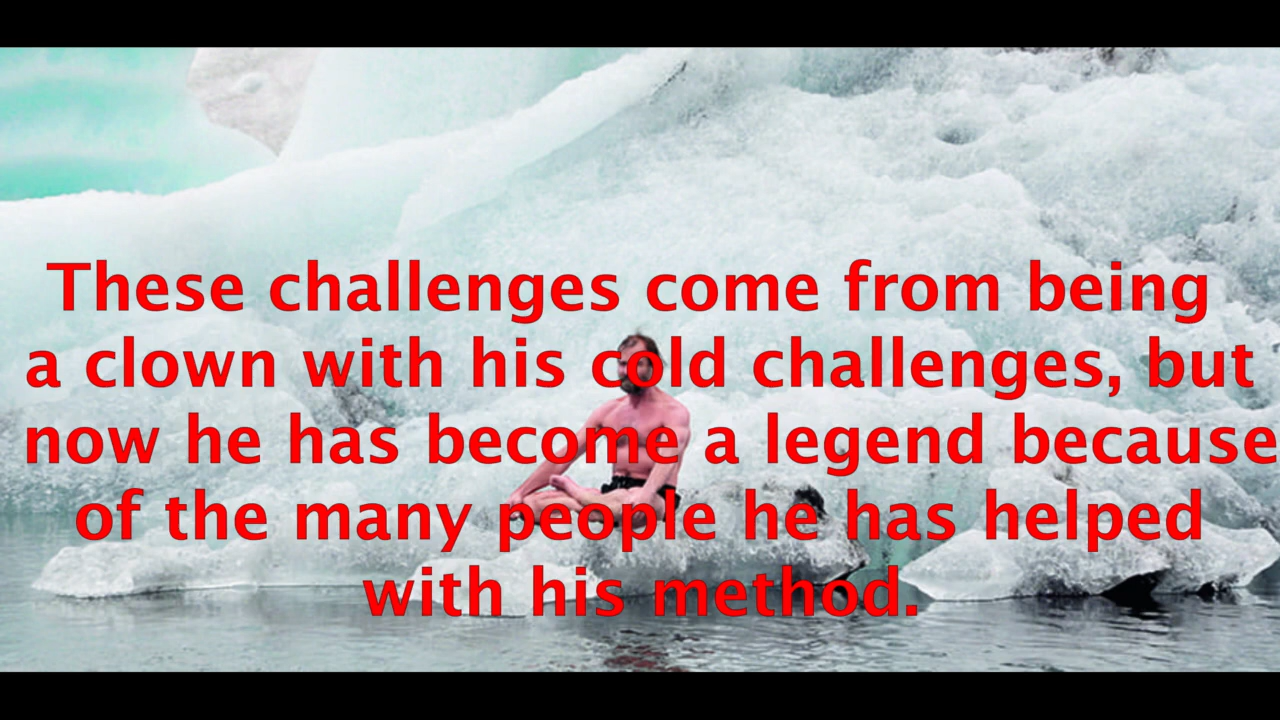 These challenges come from being
a clown with his cold challenges, but
now he has become a legend because
of the many people he has helped
with his method.